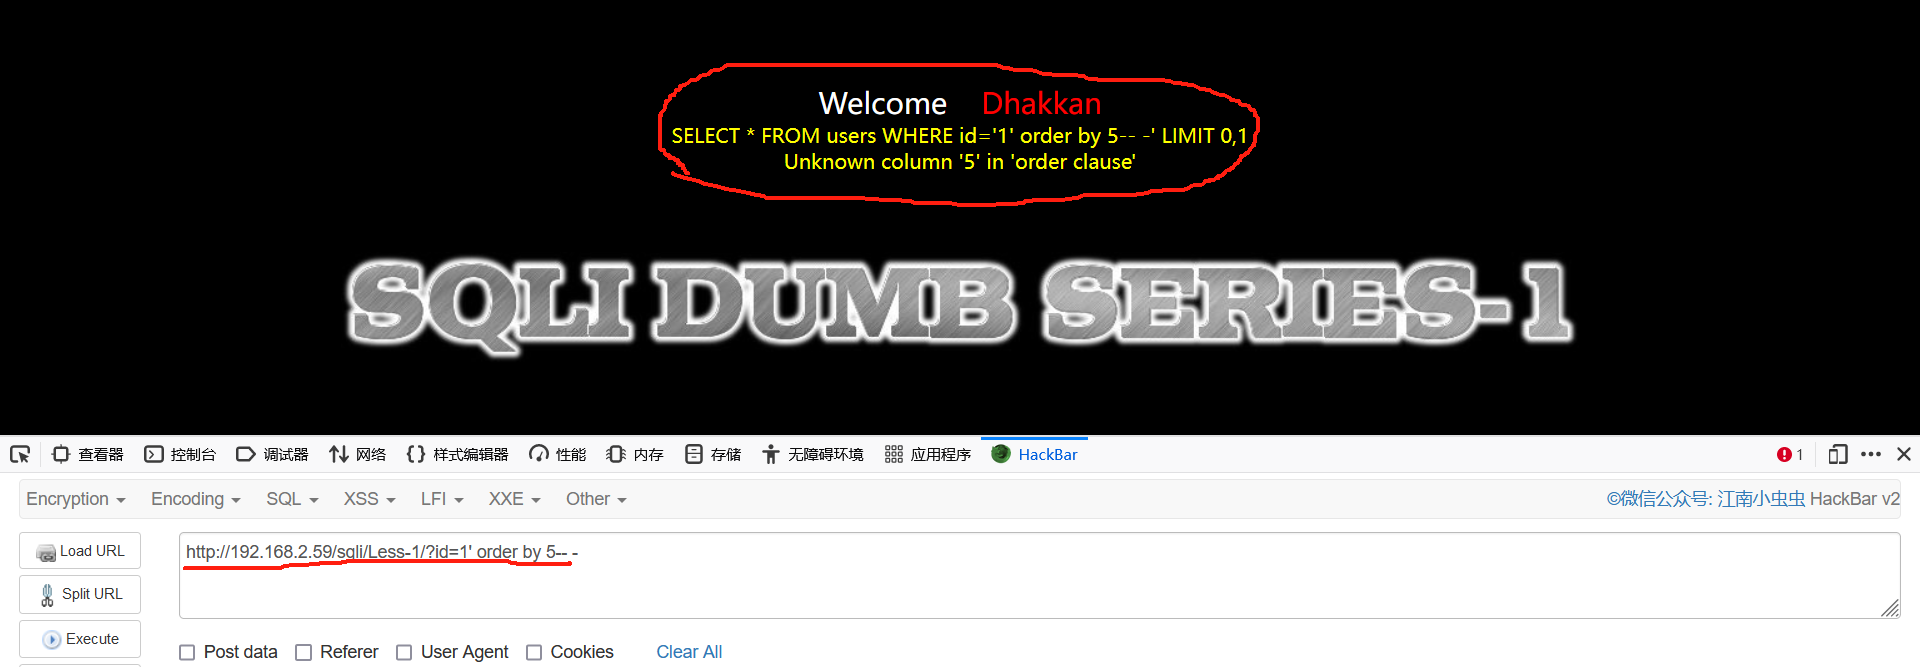 Welcome Dhakkan
SELECT * FROM users WHERE id='1' order by 5-- -' LIMIT 0,1
Unknown column '5' in 'order clause'
SQLI DUMB SERIES-1
查看器 控制台 调试器 网络 样式编辑器 性能 内存 存储 无障碍环境 应用程序 HackBar 1
Encryption Encoding SQL XSS LFI XXE Other ©微信公众号: 江南小虫虫 HackBar v2
Load URL http://192.168.2.59/sqli/Less-1/?id=1' order by 5-- -
Split URL
Execute
Post data Referer User Agent Cookies Clear All